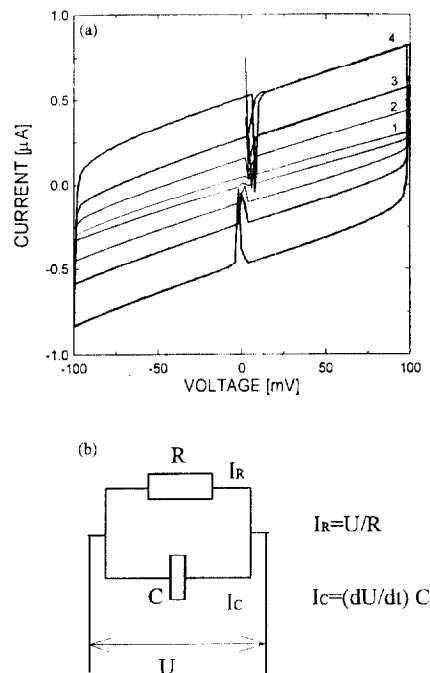 (a)
1.0
0.5
0.0
-0.5
-1.0
CURRENT [μA]
4
3
2
1
-100 -50 0 50 100
VOLTAGE [mV]
(b)
R
IR
IR=U/R
C
IC
IC=(dU/dt) C
U